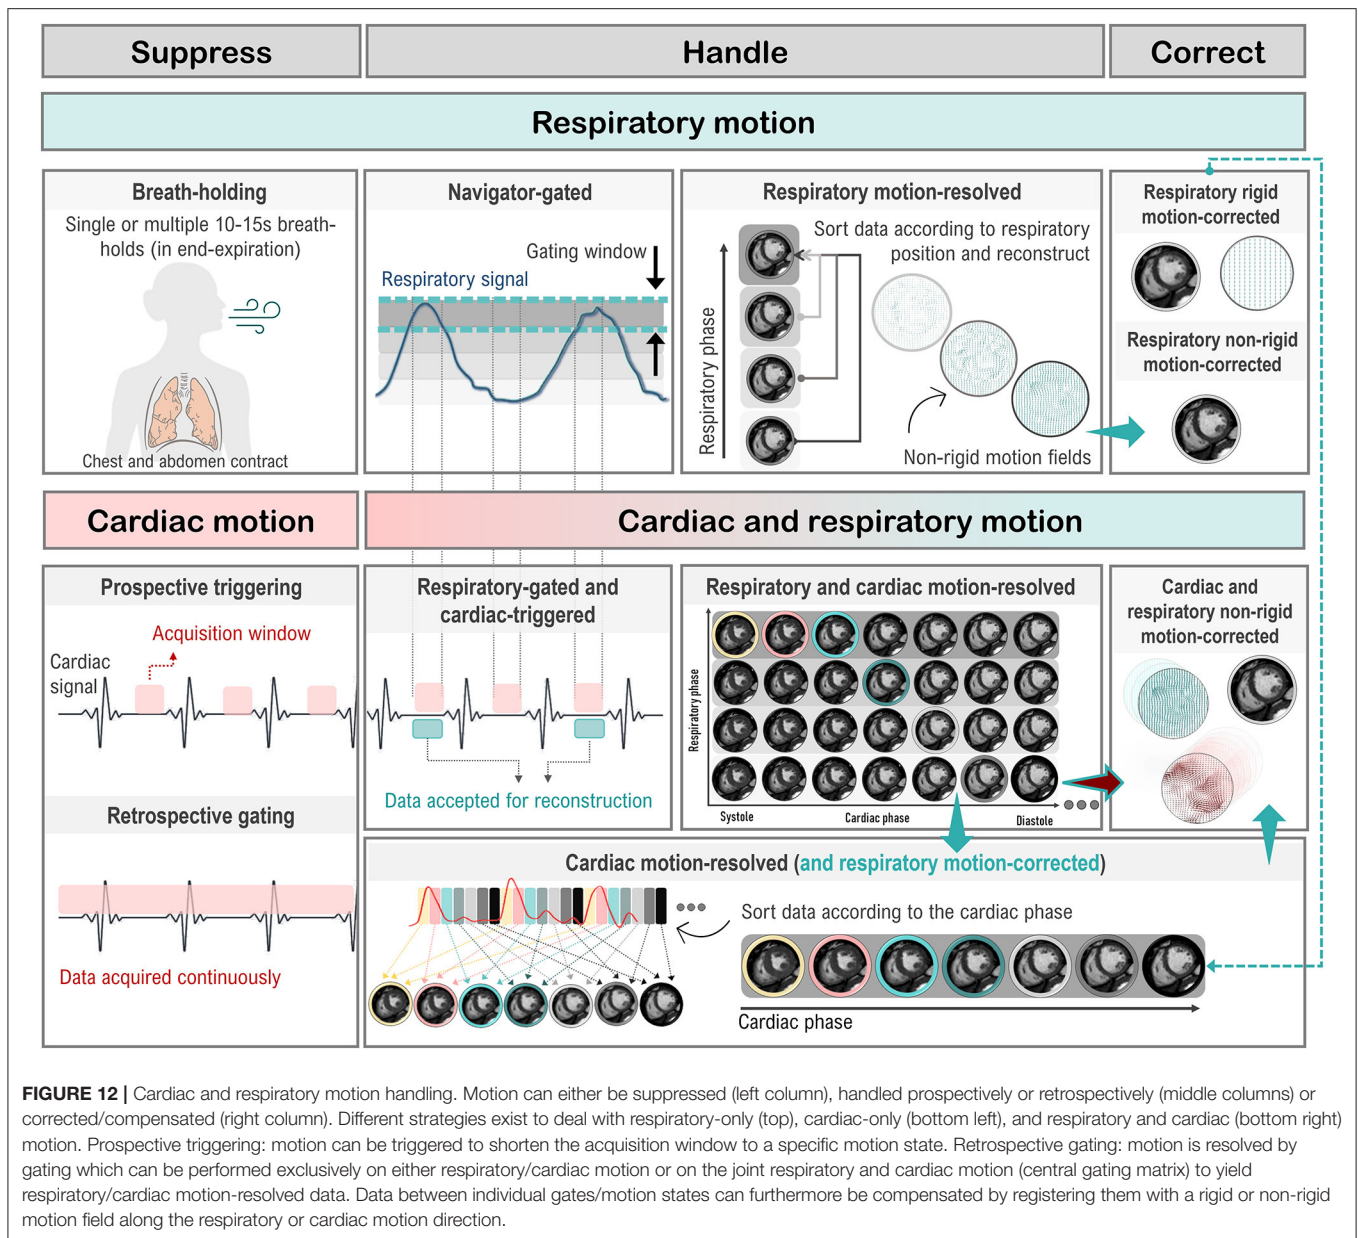 Suppress
Handle
Correct
Respiratory motion
Breath-holding
Single or multiple 10-15s breath-
holds (in end-expiration)
Chest and abdomen contract
Navigator-gated
Gating window
Respiratory signal
Respiratory motion-resolved
Sort data according to respiratory
position and reconstruct
Respiratory phase
Non-rigid motion fields
Respiratory rigid
motion-corrected
Respiratory non-rigid
motion-corrected
Cardiac motion
Cardiac and respiratory motion
Prospective triggering
Acquisition window
Cardiac
signal
Retrospective gating
Data acquired continuously
Respiratory-gated and
cardiac-triggered
Data accepted for reconstruction
Respiratory and cardiac motion-resolved
Respiratory phase
Systole
Cardiac phase
Diastole
Cardiac and
respiratory non-rigid
motion-corrected
Cardiac motion-resolved (and respiratory motion-corrected)
Sort data according to the cardiac phase
Cardiac phase
FIGURE 12 | Cardiac and respiratory motion handling. Motion can either be suppressed (left column), handled prospectively or retrospectively (middle columns) or
corrected/compensated (right column). Different strategies exist to deal with respiratory-only (top), cardiac-only (bottom left), and respiratory and cardiac (bottom right)
motion. Prospective triggering: motion can be triggered to shorten the acquisition window to a specific motion state. Retrospective gating: motion is resolved by
gating which can be performed exclusively on either respiratory/cardiac motion or on the joint respiratory and cardiac motion (central gating matrix) to yield
respiratory/cardiac motion-resolved data. Data between individual gates/motion states can furthermore be compensated by registering them with a rigid or non-rigid
motion field along the respiratory or cardiac motion direction.